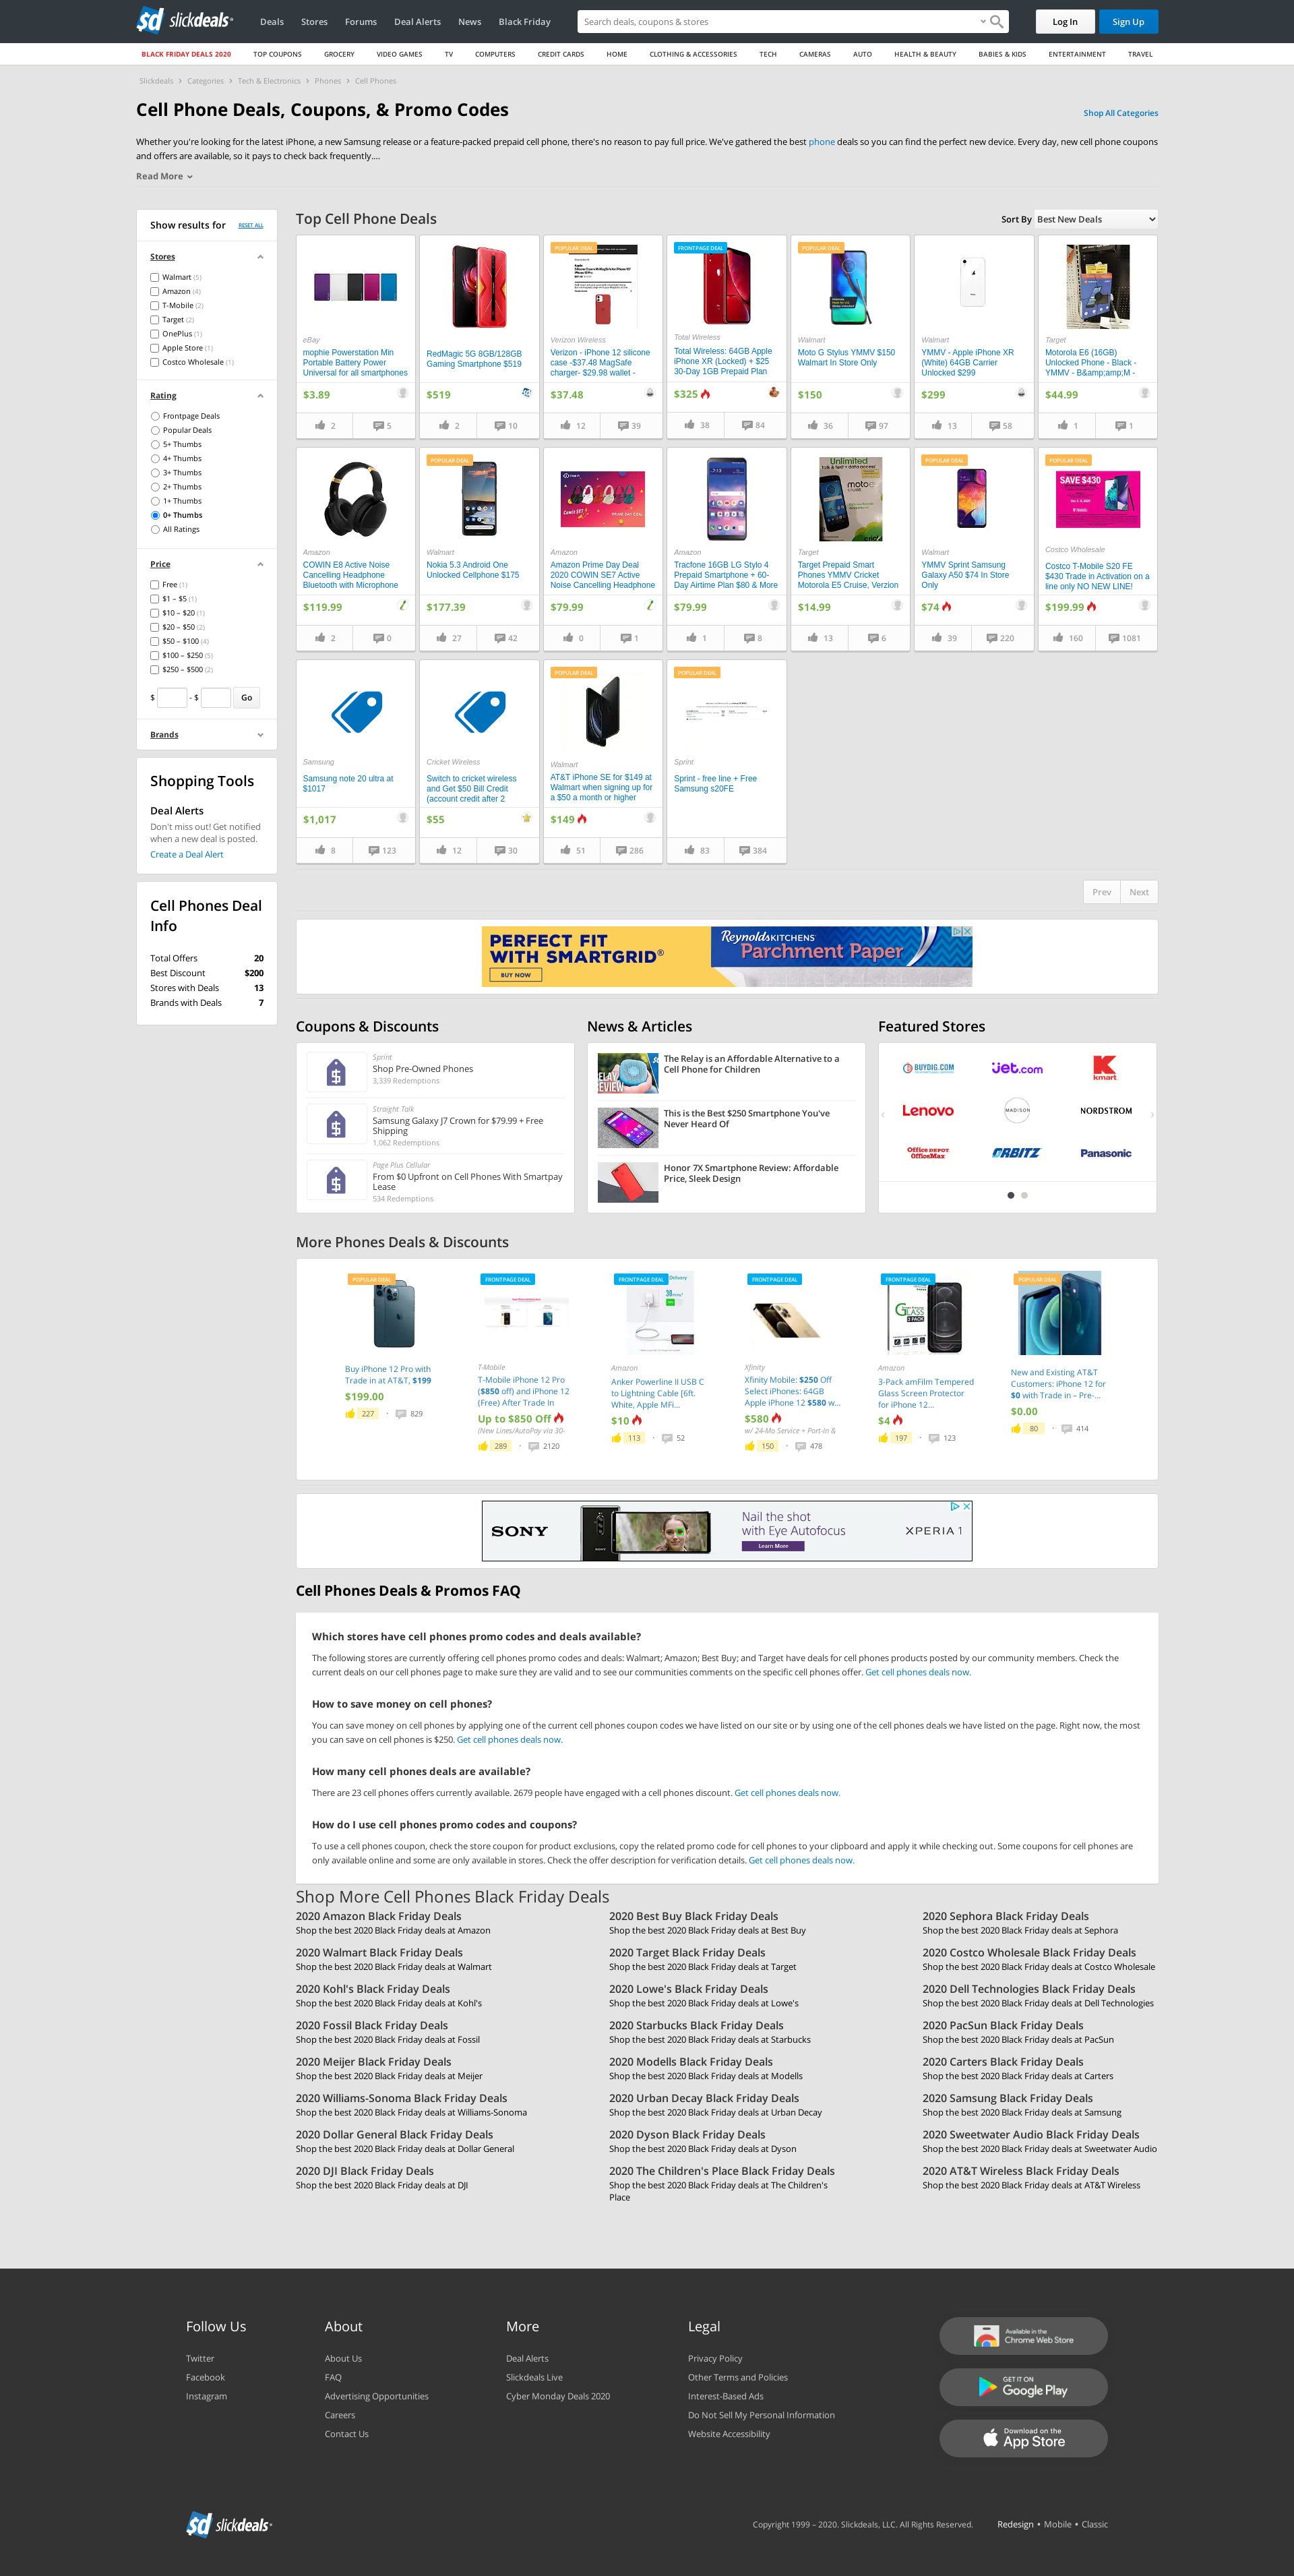 slickdeals
Deals
Stores
Forums
Deal Alerts
News
Black Friday
Search deals, coupons & stores
Log In
Sign Up
BLACK FRIDAY DEALS 2020
TOP COUPONS
GROCERY
VIDEO GAMES
TV
COMPUTERS
CREDIT CARDS
HOME
CLOTHING & ACCESSORIES
TECH
CAMERAS
AUTO
HEALTH & BEAUTY
BABIES & KIDS
ENTERTAINMENT
TRAVEL
Slickdeals > Categories > Tech & Electronics > Phones > Cell Phones
Cell Phone Deals, Coupons, & Promo Codes
Shop All Categories
Whether you're looking for the latest iPhone, a new Samsung release or a feature-packed prepaid cell phone, there's no reason to pay full price. We've gathered the best phone deals so you can find the perfect new device. Every day, new cell phone coupons
and offers are available, so it pays to check back frequently....
Read More
Show results for
RESET ALL
Stores
Walmart (5)
Amazon (4)
T-Mobile (2)
Target (2)
OnePlus (1)
Apple Store (1)
Costco Wholesale (1)
Rating
Frontpage Deals
Popular Deals
5+ Thumbs
4+ Thumbs
3+ Thumbs
2+ Thumbs
1+ Thumbs
0+ Thumbs
All Ratings
Price
Free (1)
$1 – $5 (1)
$10 – $20 (1)
$20 – $50 (2)
$50 – $100 (4)
$100 – $250 (5)
$250 – $500 (2)
$ - $ Go
Brands
Shopping Tools
Deal Alerts
Don't miss out! Get notified
when a new deal is posted.
Create a Deal Alert
Cell Phones Deal
Info
Total Offers 20
Best Discount $200
Stores with Deals 13
Brands with Deals 7
Top Cell Phone Deals
Sort By Best New Deals
eBay
mophie Powerstation Min
Portable Battery Power
Universal for all smartphones
$3.89
2 5
RedMagic 5G 8GB/128GB
Gaming Smartphone $519
$519
2 10
POPULAR DEAL
Verizon Wireless
Verizon - iPhone 12 silicone
case -$37.48 MagSafe
charger- $29.98 wallet -
$37.48
12 39
FRONTPAGE DEAL
Total Wireless
Total Wireless: 64GB Apple
iPhone XR (Locked) + $25
30-Day 1GB Prepaid Plan
$325
38 84
POPULAR DEAL
Walmart
Moto G Stylus YMMV $150
Walmart In Store Only
$150
36 97
Walmart
YMMV - Apple iPhone XR
(White) 64GB Carrier
Unlocked $299
$299
13 58
Target
Motorola E6 (16GB)
Unlocked Phone - Black -
YMMV - B&amp;amp;M -
$44.99
1 1
Amazon
COWIN E8 Active Noise
Cancelling Headphone
Bluetooth with Microphone
$119.99
2 0
POPULAR DEAL
Walmart
Nokia 5.3 Android One
Unlocked Cellphone $175
$177.39
27 42
Amazon
Amazon Prime Day Deal
2020 COWIN SE7 Active
Noise Cancelling Headphone
$79.99
0 1
Amazon
Tracfone 16GB LG Stylo 4
Prepaid Smartphone + 60-
Day Airtime Plan $80 & More
$79.99
1 8
Unlimited
moto e
Target
Target Prepaid Smart
Phones YMMV Cricket
Motorola E5 Cruise, Verzion
$14.99
13 6
POPULAR DEAL
Walmart
YMMV Sprint Samsung
Galaxy A50 $74 In Store
Only
$74
39 220
POPULAR DEAL
SAVE $430
Costco Wholesale
Costco T-Mobile S20 FE
$430 Trade in Activation on a
line only NO NEW LINE!
$199.99
160 1081
Samsung
Samsung note 20 ultra at
$1017
$1,017
8 123
Cricket Wireless
Switch to cricket wireless
and Get $50 Bill Credit
(account credit after 2
$55
12 30
POPULAR DEAL
Walmart
AT&T iPhone SE for $149 at
Walmart when signing up for
a $50 a month or higher
$149
51 286
POPULAR DEAL
Sprint
Sprint - free line + Free
Samsung s20FE
83 384
Prev Next
PERFECT FIT
WITH SMARTGRID®
BUY NOW
Reynolds KITCHENS
Parchment Paper
Coupons & Discounts
Sprint
Shop Pre-Owned Phones
3,339 Redemptions
Straight Talk
Samsung Galaxy J7 Crown for $79.99 + Free
Shipping
1,062 Redemptions
Page Plus Cellular
From $0 Upfront on Cell Phones With Smartpay
Lease
534 Redemptions
News & Articles
The Relay is an Affordable Alternative to a
Cell Phone for Children
This is the Best $250 Smartphone You've
Never Heard Of
Honor 7X Smartphone Review: Affordable
Price, Sleek Design
Featured Stores
BUYDIG.COM
jet.com
kmart
Lenovo
MADISON
NORDSTROM
Office DEPOT
OfficeMax
ORBITZ
Panasonic
More Phones Deals & Discounts
POPULAR DEAL
Buy iPhone 12 Pro with
Trade in at AT&T, $199
$199.00
227 · 829
FRONTPAGE DEAL
T-Mobile
T-Mobile iPhone 12 Pro
($850 off) and iPhone 12
(Free) After Trade In
Up to $850 Off
(New Lines/AutoPay via 30-
289 · 2120
FRONTPAGE DEAL
Amazon
Anker Powerline II USB C
to Lightning Cable [6ft.
White, Apple MFi...
$10
113 · 52
FRONTPAGE DEAL
Xfinity
Xfinity Mobile: $250 Off
Select iPhones: 64GB
Apple iPhone 12 $580 w...
$580
w/ 24-Mo Service + Port-In &
150 · 478
FRONTPAGE DEAL
Amazon
3-Pack amFilm Tempered
Glass Screen Protector
for iPhone 12...
$4
197 · 123
POPULAR DEAL
New and Existing AT&T
Customers: iPhone 12 for
$0 with Trade in – Pre-...
$0.00
80 · 414
SONY
Nail the shot
with Eye Autofocus
Learn More
XPERIA 1
Cell Phones Deals & Promos FAQ
Which stores have cell phones promo codes and deals available?
The following stores are currently offering cell phones promo codes and deals: Walmart; Amazon; Best Buy; and Target have deals for cell phones products posted by our community members. Check the
current deals on our cell phones page to make sure they are valid and to see our communities comments on the specific cell phones offer. Get cell phones deals now.
How to save money on cell phones?
You can save money on cell phones by applying one of the current cell phones coupon codes we have listed on our site or by using one of the cell phones deals we have listed on the page. Right now, the most
you can save on cell phones is $250. Get cell phones deals now.
How many cell phones deals are available?
There are 23 cell phones offers currently available. 2679 people have engaged with a cell phones discount. Get cell phones deals now.
How do I use cell phones promo codes and coupons?
To use a cell phones coupon, check the store coupon for product exclusions, copy the related promo code for cell phones to your clipboard and apply it while checking out. Some coupons for cell phones are
only available online and some are only available in stores. Check the offer description for verification details. Get cell phones deals now.
Shop More Cell Phones Black Friday Deals
2020 Amazon Black Friday Deals
Shop the best 2020 Black Friday deals at Amazon
2020 Best Buy Black Friday Deals
Shop the best 2020 Black Friday deals at Best Buy
2020 Sephora Black Friday Deals
Shop the best 2020 Black Friday deals at Sephora
2020 Walmart Black Friday Deals
Shop the best 2020 Black Friday deals at Walmart
2020 Target Black Friday Deals
Shop the best 2020 Black Friday deals at Target
2020 Costco Wholesale Black Friday Deals
Shop the best 2020 Black Friday deals at Costco Wholesale
2020 Kohl's Black Friday Deals
Shop the best 2020 Black Friday deals at Kohl's
2020 Lowe's Black Friday Deals
Shop the best 2020 Black Friday deals at Lowe's
2020 Dell Technologies Black Friday Deals
Shop the best 2020 Black Friday deals at Dell Technologies
2020 Fossil Black Friday Deals
Shop the best 2020 Black Friday deals at Fossil
2020 Starbucks Black Friday Deals
Shop the best 2020 Black Friday deals at Starbucks
2020 PacSun Black Friday Deals
Shop the best 2020 Black Friday deals at PacSun
2020 Meijer Black Friday Deals
Shop the best 2020 Black Friday deals at Meijer
2020 Modells Black Friday Deals
Shop the best 2020 Black Friday deals at Modells
2020 Carters Black Friday Deals
Shop the best 2020 Black Friday deals at Carters
2020 Williams-Sonoma Black Friday Deals
Shop the best 2020 Black Friday deals at Williams-Sonoma
2020 Urban Decay Black Friday Deals
Shop the best 2020 Black Friday deals at Urban Decay
2020 Samsung Black Friday Deals
Shop the best 2020 Black Friday deals at Samsung
2020 Dollar General Black Friday Deals
Shop the best 2020 Black Friday deals at Dollar General
2020 Dyson Black Friday Deals
Shop the best 2020 Black Friday deals at Dyson
2020 Sweetwater Audio Black Friday Deals
Shop the best 2020 Black Friday deals at Sweetwater Audio
2020 DJI Black Friday Deals
Shop the best 2020 Black Friday deals at DJI
2020 The Children's Place Black Friday Deals
Shop the best 2020 Black Friday deals at The Children's
Place
2020 AT&T Wireless Black Friday Deals
Shop the best 2020 Black Friday deals at AT&T Wireless
Follow Us
Twitter
Facebook
Instagram
About
About Us
FAQ
Advertising Opportunities
Careers
Contact Us
More
Deal Alerts
Slickdeals Live
Cyber Monday Deals 2020
Legal
Privacy Policy
Other Terms and Policies
Interest-Based Ads
Do Not Sell My Personal Information
Website Accessibility
Available in the
Chrome Web Store
GET IT ON
Google Play
Download on the
App Store
slickdeals
Copyright 1999 – 2020. Slickdeals, LLC. All Rights Reserved.
Redesign • Mobile • Classic